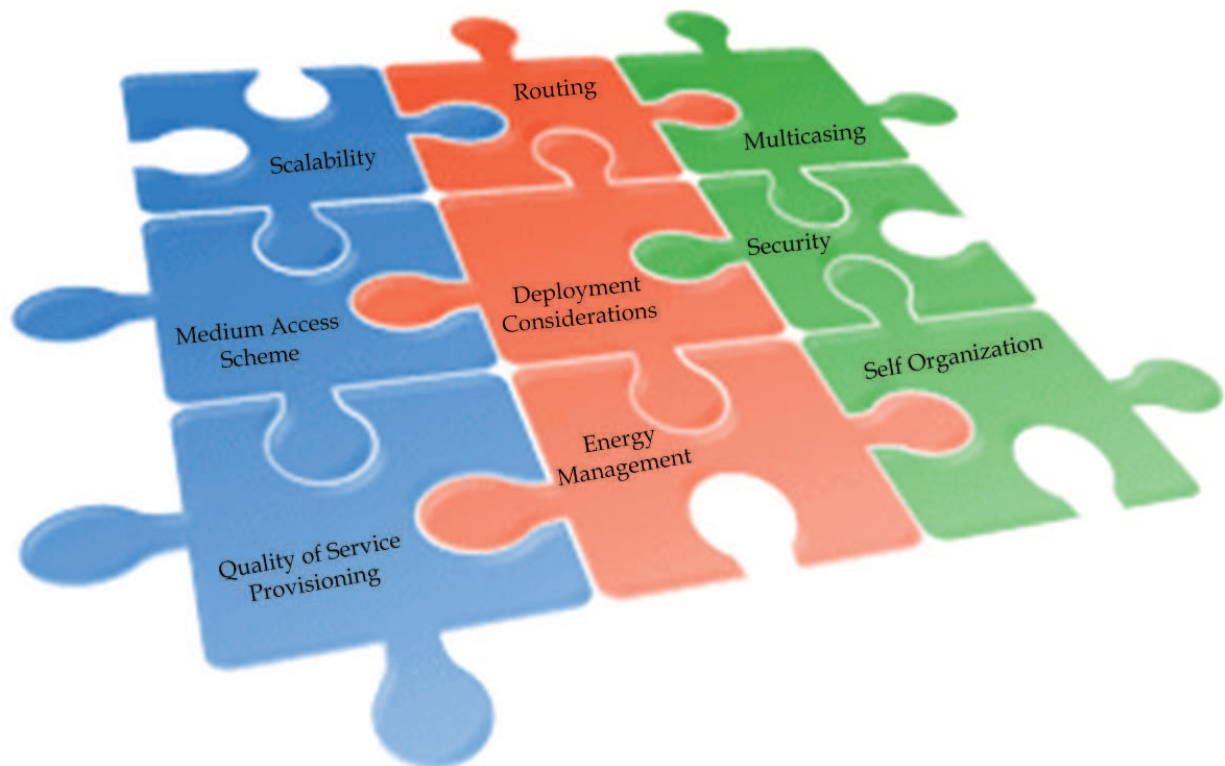 Scalability
Routing
Multicasing
Medium Access
Scheme
Deployment
Considerations
Security
Quality of Service
Provisioning
Energy
Management
Self Organization